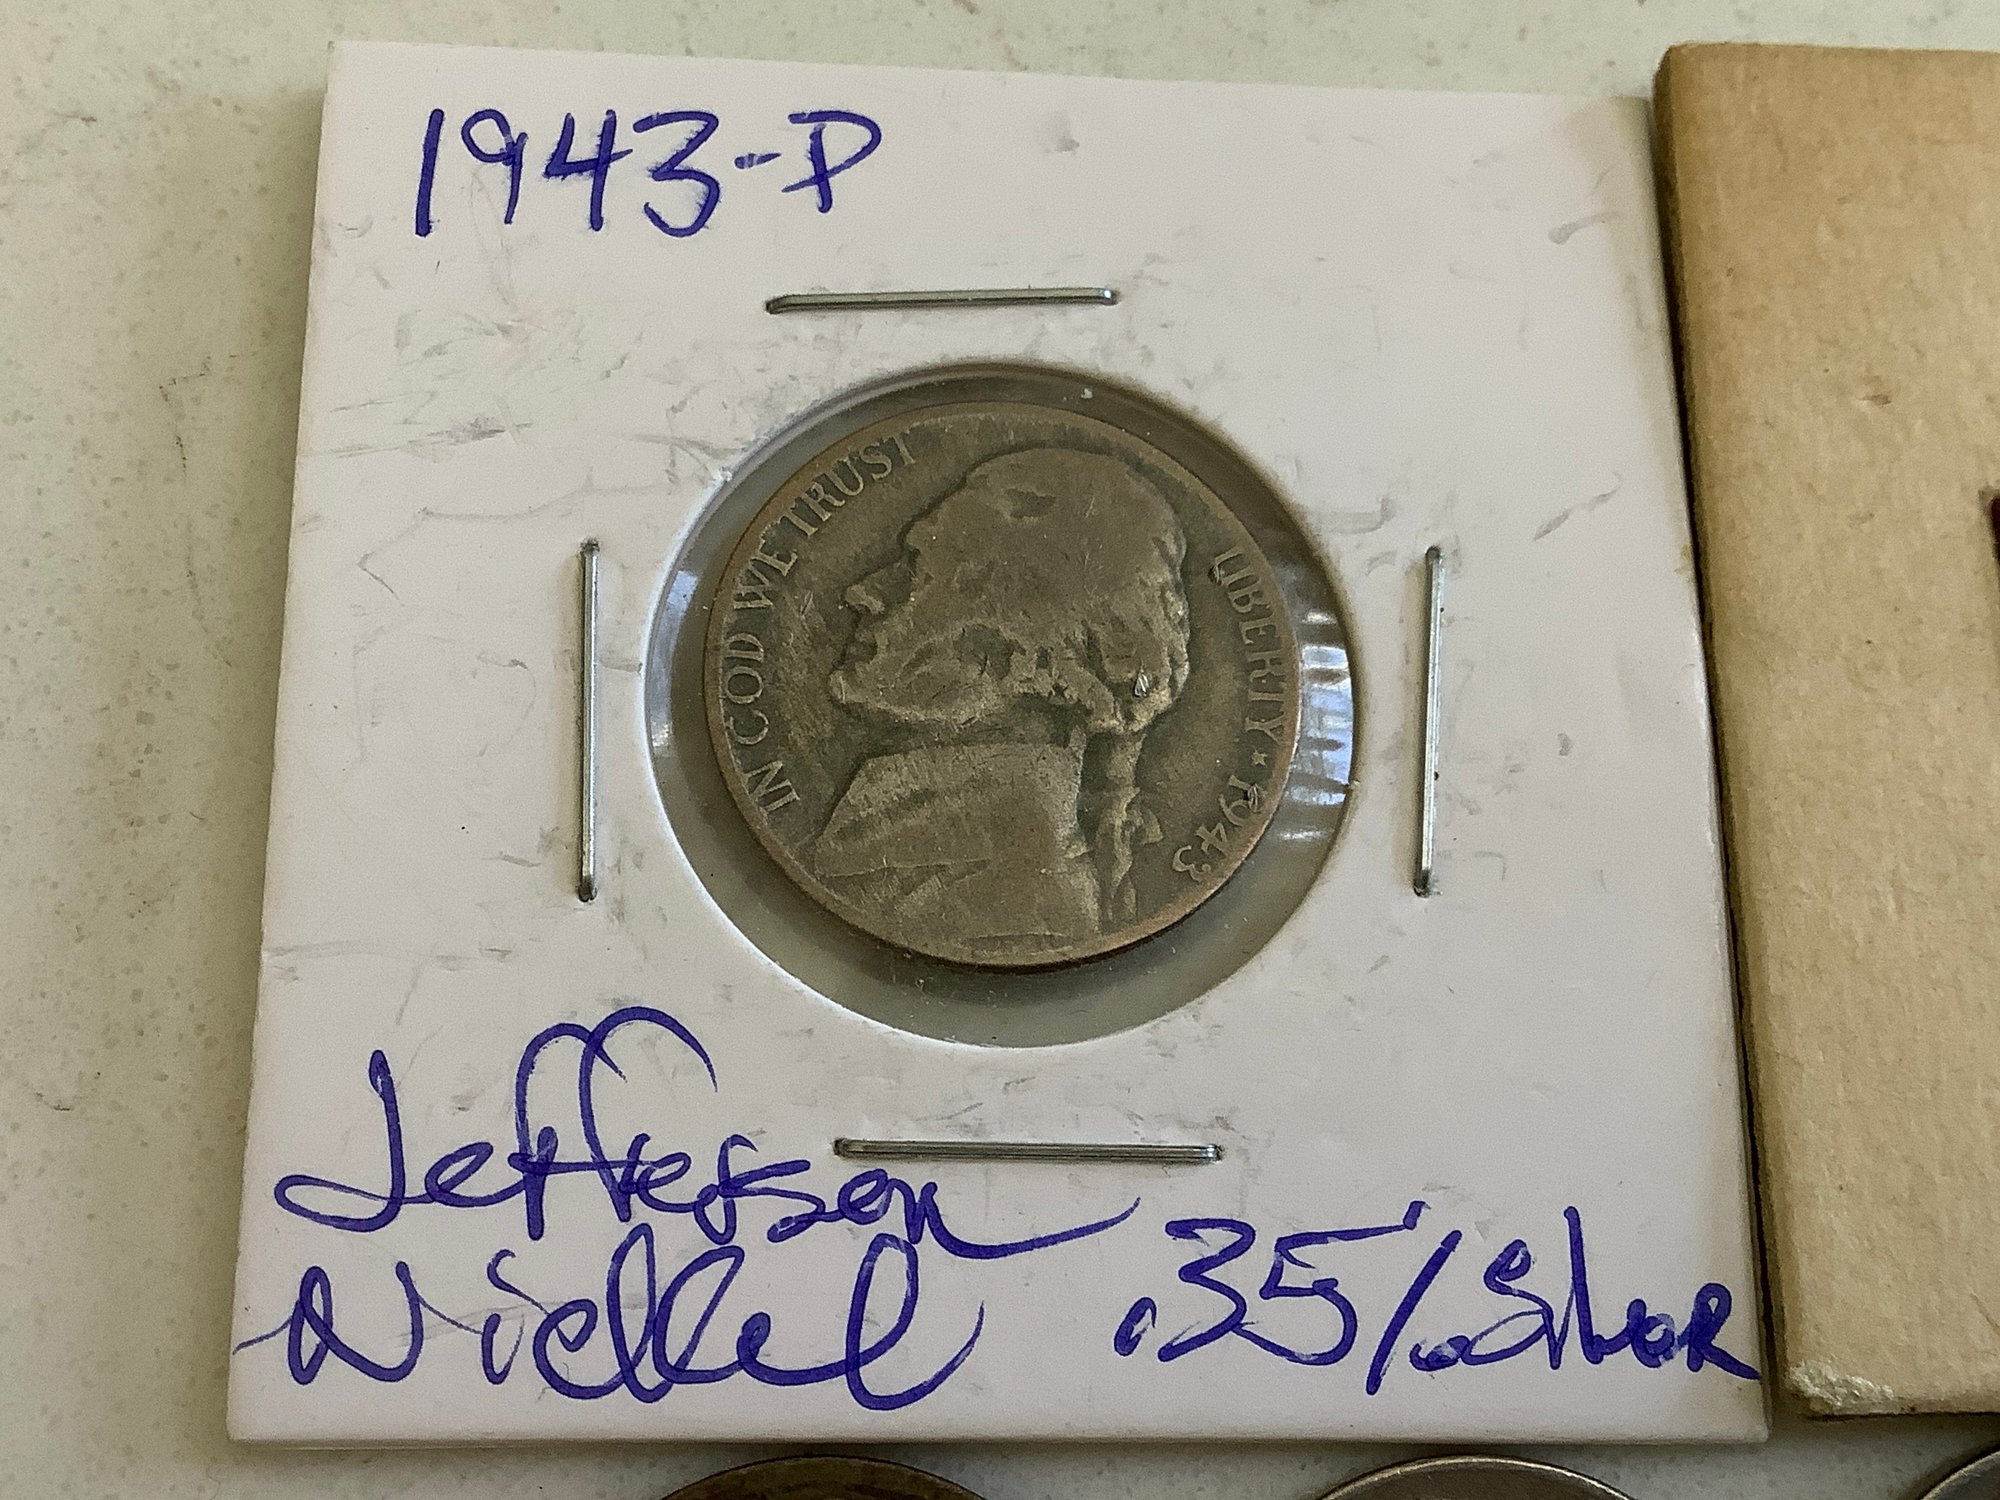 1943-P
IN GOD WE TRUST
LIBERTY ★ 1943
Jefferson
Nickel .35% Silver